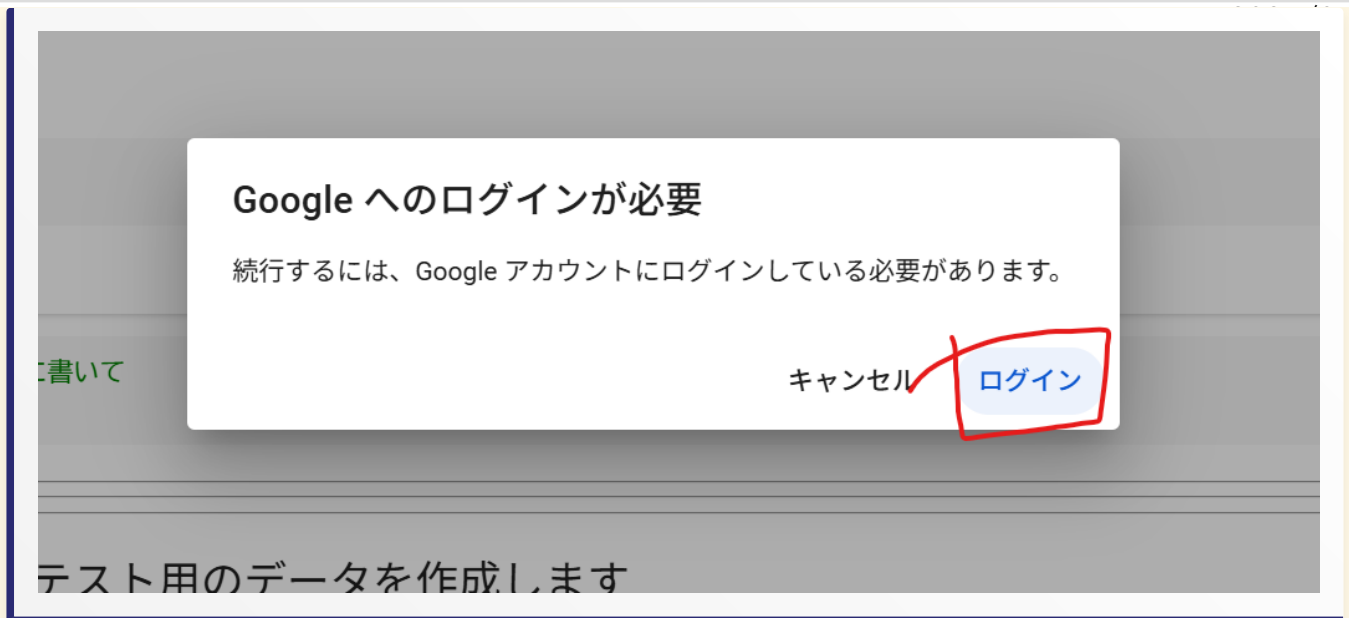 Google へのログインが必要
続行するには、Google アカウントにログインしている必要があります。
に書いて
キャンセル
ログイン
テスト用のデータを作成します